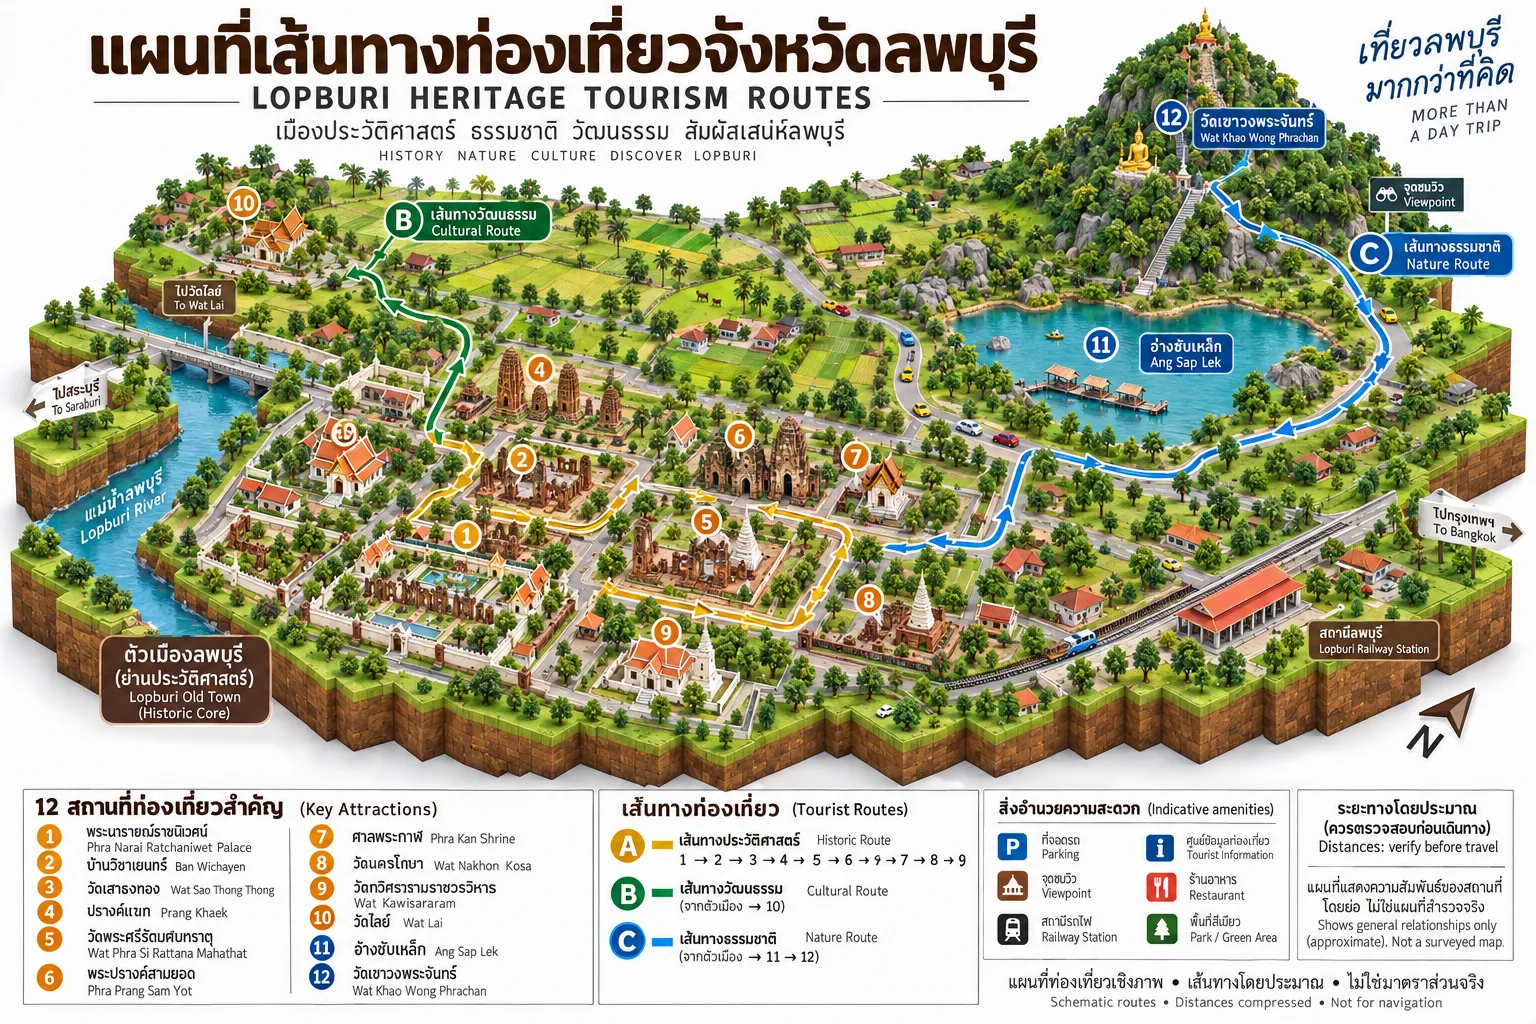 แผนที่เส้นทางท่องเที่ยวจังหวัดลพบุรี
LOPBURI HERITAGE TOURISM ROUTES
เมืองประวัติศาสตร์ ธรรมชาติ วัฒนธรรม สัมผัสเสน่ห์ลพบุรี
HISTORY NATURE CULTURE DISCOVER LOPBURI
เที่ยวลพบุรี
มากกว่าที่คิด
MORE THAN
A DAY TRIP
12
วัดเขาวงพระจันทร์
Wat Khao Wong Phrachan
จุดชมวิว
Viewpoint
C
เส้นทางธรรมชาติ
Nature Route
10
B
เส้นทางวัฒนธรรม
Cultural Route
ไปวัดไลย์
To Wat Lai
11
อ่างซับเหล็ก
Ang Sap Lek
ไปสระบุรี
To Saraburi
4
2
6
7
1
5
8
9
แม่น้ำลพบุรี
Lopburi River
ไปกรุงเทพฯ
To Bangkok
สถานีลพบุรี
Lopburi Railway Station
ตัวเมืองลพบุรี
(ย่านประวัติศาสตร์)
Lopburi Old Town
(Historic Core)
N
12 สถานที่ท่องเที่ยวสำคัญ (Key Attractions)
1 พระนารายณ์ราชนิเวศน์
Phra Narai Ratchaniwet Palace
2 บ้านวิชาเยนทร์ Ban Wichayen
3 วัดเสาธงทอง Wat Sao Thong Thong
4 ปรางค์แขก Prang Khaek
5
Wat Phra Si Rattana Mahathat
6 พระปรางค์สามยอด
Phra Prang Sam Yot
7 ศาลพระกาฬ Phra Kan Shrine
8 วัดนครโกษา Wat Nakhon Kosa
9
Wat Kawisararam
10 วัดไลย์ Wat Lai
11 อ่างซับเหล็ก Ang Sap Lek
12 วัดเขาวงพระจันทร์
Wat Khao Wong Phrachan
เส้นทางท่องเที่ยว (Tourist Routes)
A เส้นทางประวัติศาสตร์ Historic Route
1 → 2 → 3 → 4 → 5 → 6 → 9 → 7 → 8 → 9
B เส้นทางวัฒนธรรม Cultural Route
(จากตัวเมือง → 10)
C เส้นทางธรรมชาติ Nature Route
(จากตัวเมือง → 11 → 12)
สิ่งอำนวยความสะดวก (Indicative amenities)
P ที่จอดรถ
Parking
i ศูนย์ข้อมูลท่องเที่ยว
Tourist Information
จุดชมวิว
Viewpoint
ร้านอาหาร
Restaurant
สถานีรถไฟ
Railway Station
พื้นที่สีเขียว
Park / Green Area
ระยะทางโดยประมาณ
(ควรตรวจสอบก่อนเดินทาง)
Distances: verify before travel
แผนที่แสดงความสัมพันธ์ของสถานที่
โดยย่อ ไม่ใช่แผนที่สำรวจจริง
Shows general relationships only
(approximate). Not a surveyed map.
แผนที่ท่องเที่ยวเชิงภาพ • เส้นทางโดยประมาณ • ไม่ใช่มาตราส่วนจริง
Schematic routes • Distances compressed • Not for navigation